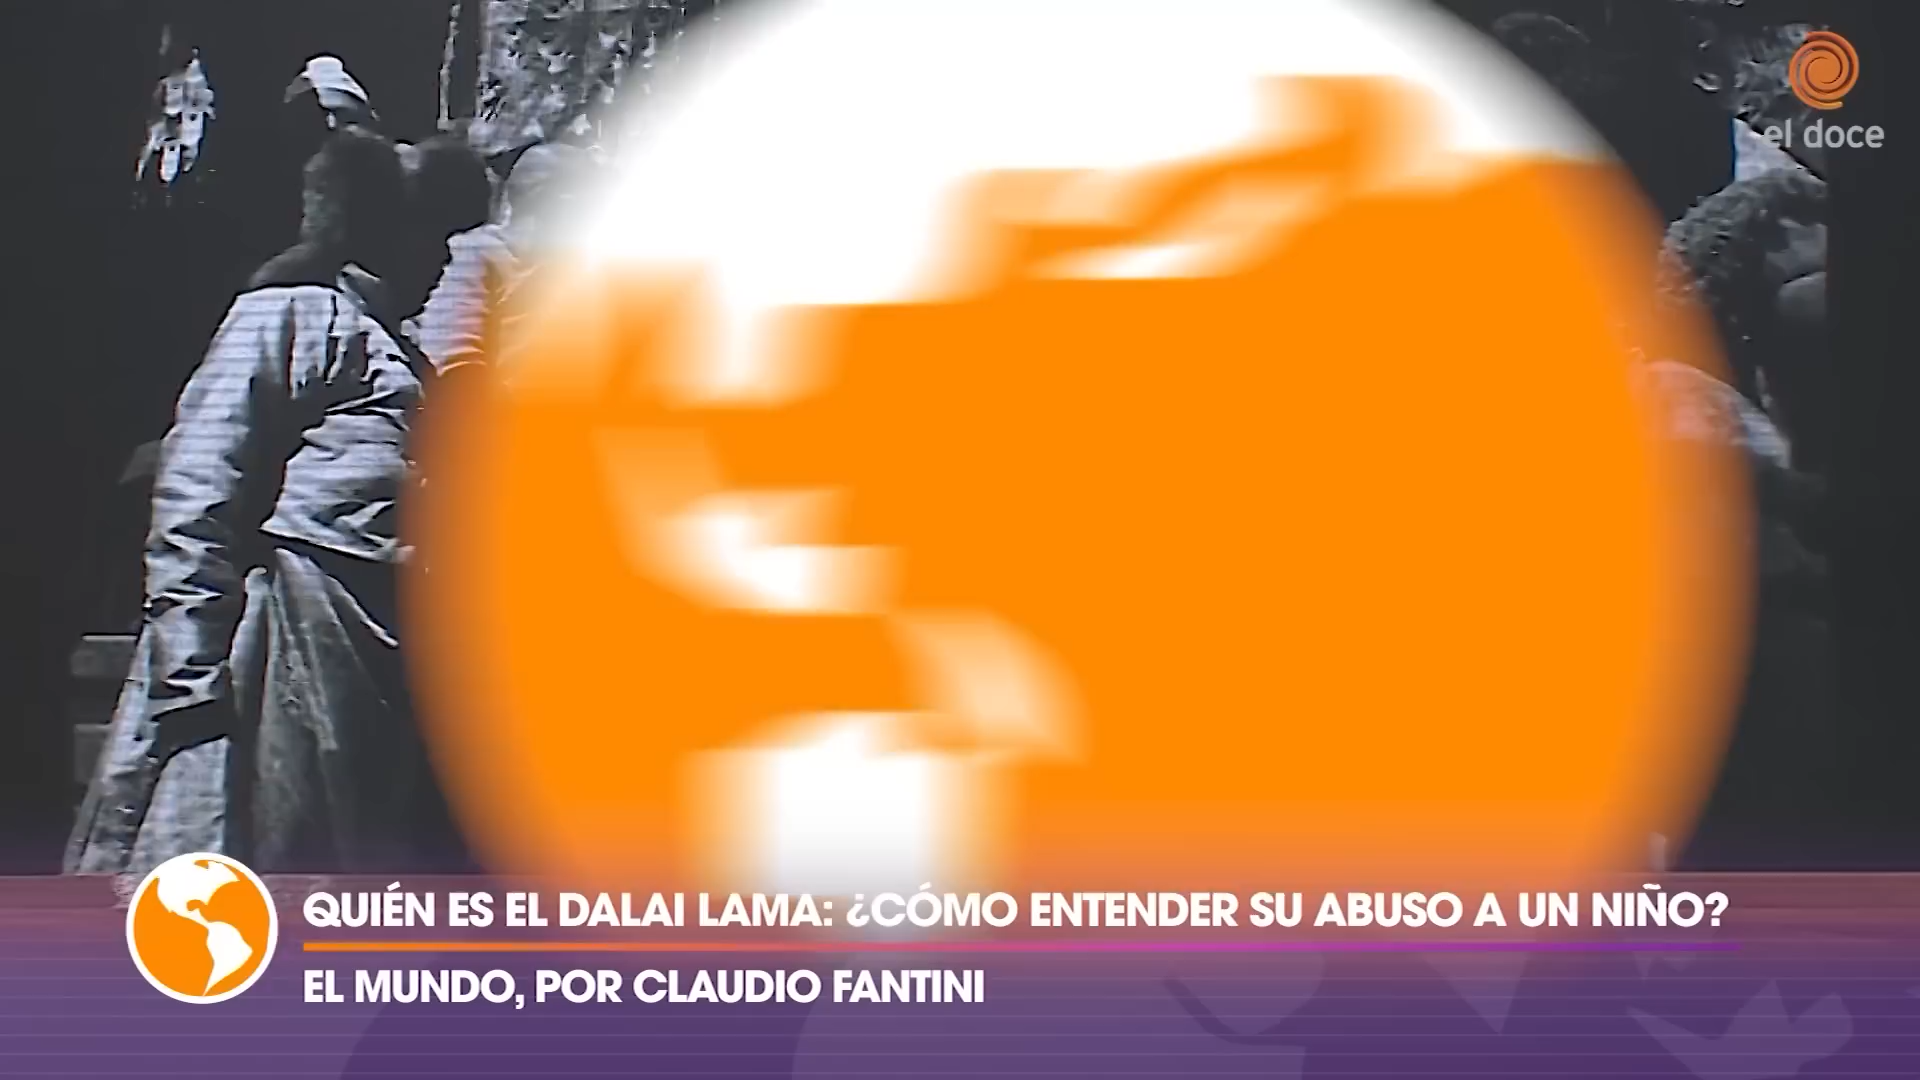 el doce
QUIÉN ES EL DALAI LAMA: ¿CÓMO ENTENDER SU ABUSO A UN NIÑO?
EL MUNDO, POR CLAUDIO FANTINI